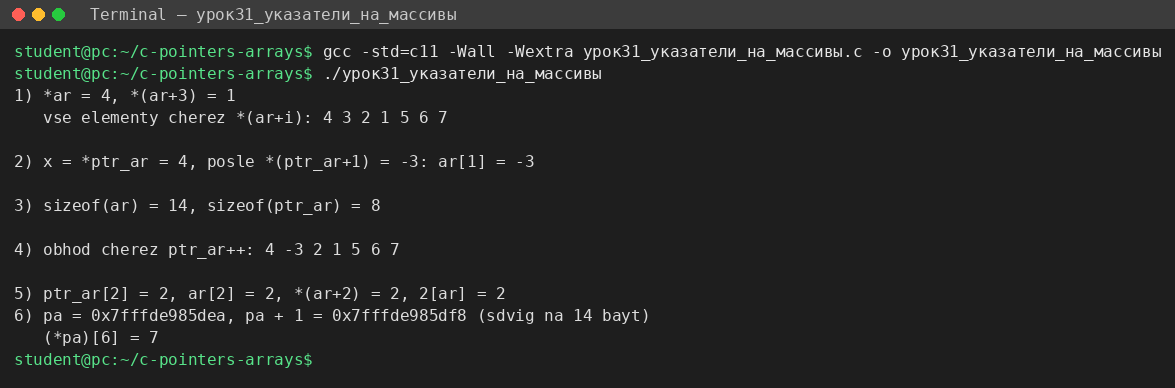 Terminal — урок31_указатели_на_массивы
student@pc:~/c-pointers-arrays$ gcc -std=c11 -Wall -Wextra урок31_указатели_на_массивы.c -o урок31_указатели_на_массивы
student@pc:~/c-pointers-arrays$ ./урок31_указатели_на_массивы
1) *ar = 4, *(ar+3) = 1
   vse elementy cherez *(ar+i): 4 3 2 1 5 6 7
2) x = *ptr_ar = 4, posle *(ptr_ar+1) = -3: ar[1] = -3
3) sizeof(ar) = 14, sizeof(ptr_ar) = 8
4) obhod cherez ptr_ar++: 4 -3 2 1 5 6 7
5) ptr_ar[2] = 2, ar[2] = 2, *(ar+2) = 2, 2[ar] = 2
6) pa = 0x7fffde985dea, pa + 1 = 0x7fffde985df8 (sdvig na 14 bayt)
   (*pa)[6] = 7
student@pc:~/c-pointers-arrays$